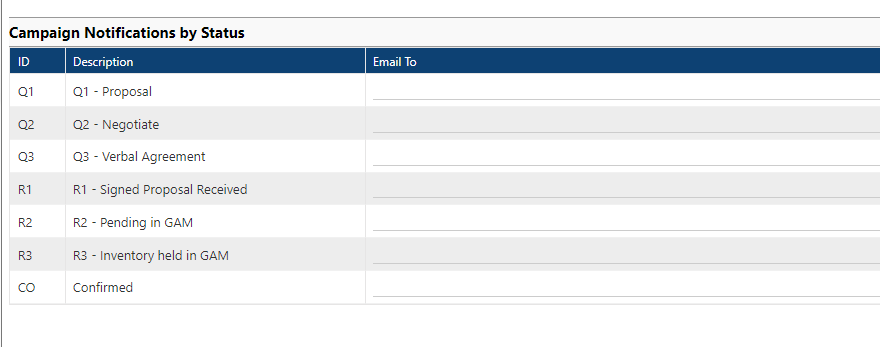 Campaign Notifications by Status
ID Description Email To
Q1 Q1 - Proposal
Q2 Q2 - Negotiate
Q3 Q3 - Verbal Agreement
R1 R1 - Signed Proposal Received
R2 R2 - Pending in GAM
R3 R3 - Inventory held in GAM
CO Confirmed